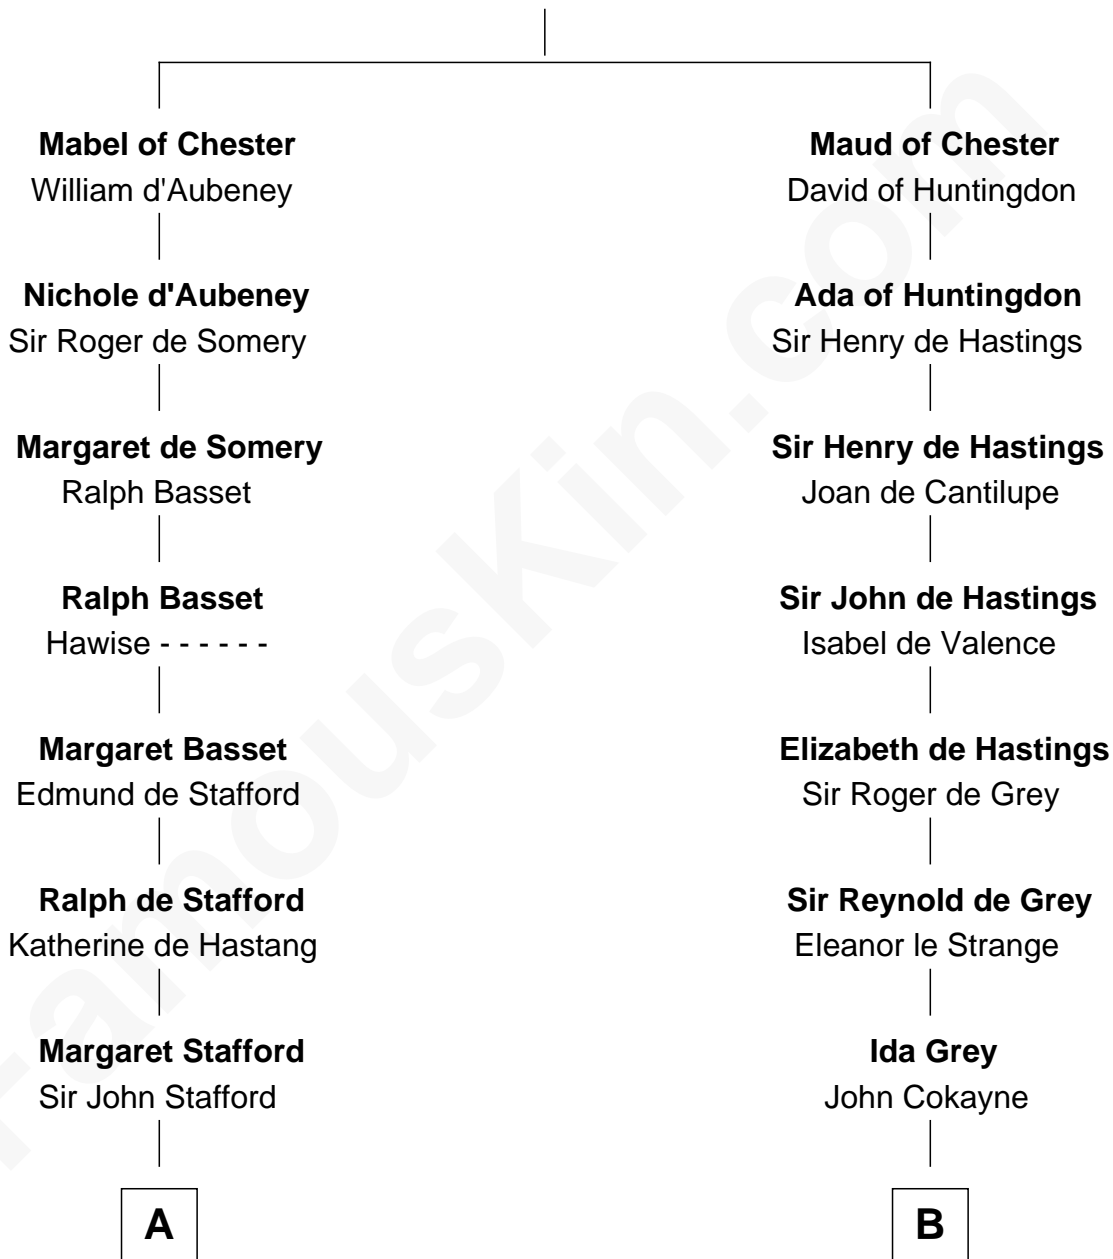 Mabel of Chester
William d'Aubeney
Nichole d'Aubeney
Sir Roger de Somery
Margaret de Somery
Ralph Basset
Ralph Basset
Hawise - - - - - -
Margaret Basset
Edmund de Stafford
Ralph de Stafford
Katherine de Hastang
Margaret Stafford
Sir John Stafford
A
Maud of Chester
David of Huntingdon
Ada of Huntingdon
Sir Henry de Hastings
Sir Henry de Hastings
Joan de Cantilupe
Sir John de Hastings
Isabel de Valence
Elizabeth de Hastings
Sir Roger de Grey
Sir Reynold de Grey
Eleanor le Strange
Ida Grey
John Cokayne
B
FamousKin.com